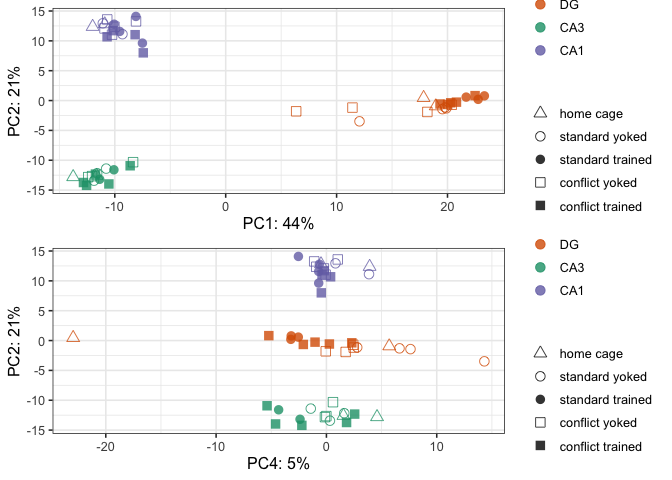 15
10
5
0
-5
-10
-15
PC2: 21%
-10
0
10
20
PC1: 44%
DG
CA3
CA1
home cage
standard yoked
standard trained
conflict yoked
conflict trained
15
10
5
0
-5
-10
-15
PC2: 21%
-20
-10
0
10
PC4: 5%
DG
CA3
CA1
home cage
standard yoked
standard trained
conflict yoked
conflict trained